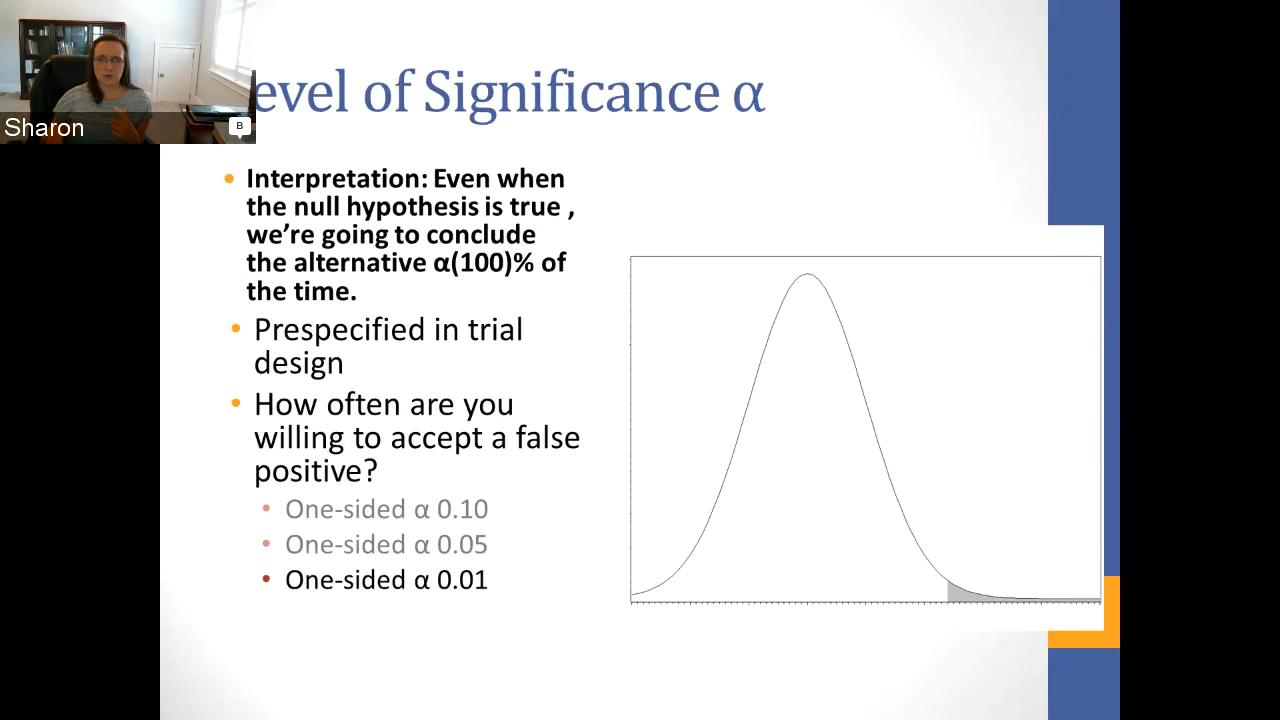 Sharon
B
evel of Significance α
Interpretation: Even when
the null hypothesis is true ,
we're going to conclude
the alternative α(100)% of
the time.
Prespecified in trial
design
How often are you
willing to accept a false
positive?
One-sided α 0.10
One-sided α 0.05
One-sided α 0.01